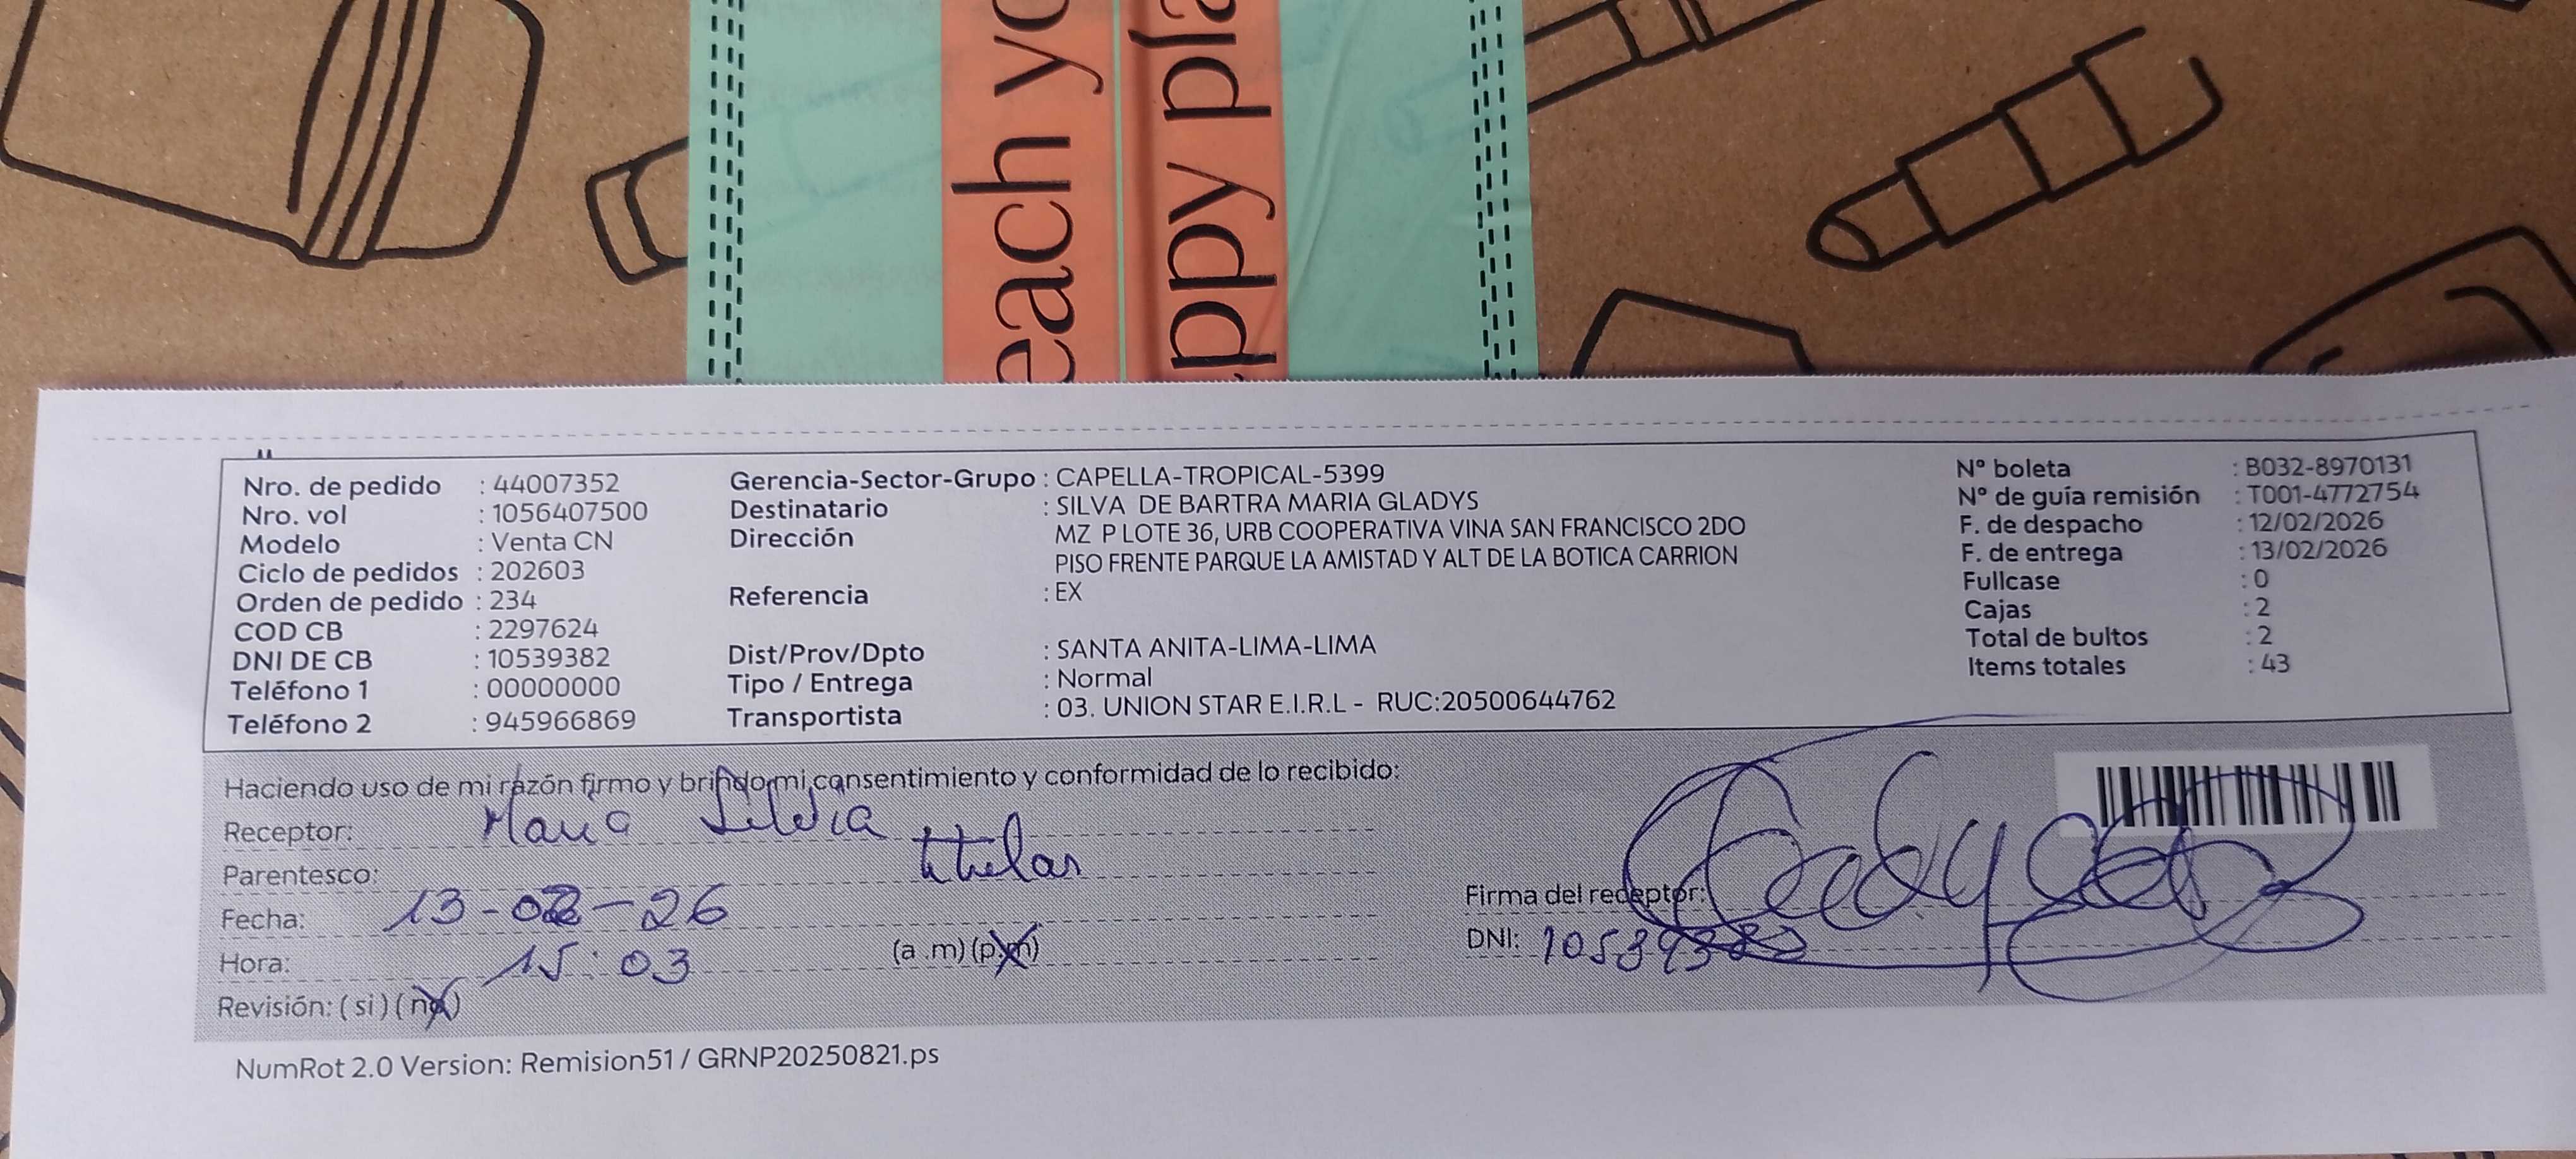 each yo
ppy pla
Nro. de pedido : 44007352
Nro. vol : 1056407500
Modelo : Venta CN
Ciclo de pedidos : 202603
Orden de pedido : 234
COD CB : 2297624
DNI DE CB : 10539382
Teléfono 1 : 00000000
Teléfono 2 : 945966869
Gerencia-Sector-Grupo : CAPELLA-TROPICAL-5399
Destinatario : SILVA DE BARTRA MARIA GLADYS
Dirección MZ P LOTE 36, URB COOPERATIVA VINA SAN FRANCISCO 2DO
PISO FRENTE PARQUE LA AMISTAD Y ALT DE LA BOTICA CARRION
Referencia : EX
Dist/Prov/Dpto : SANTA ANITA-LIMA-LIMA
Tipo / Entrega : Normal
Transportista : 03. UNION STAR E.I.R.L - RUC:20500644762
N° boleta : B032-8970131
N° de guía remisión : T001-4772754
F. de despacho : 12/02/2026
F. de entrega : 13/02/2026
Fullcase : 0
Cajas : 2
Total de bultos : 2
Items totales : 43
Haciendo uso de mi razón firmo y brindo mi consentimiento y conformidad de lo recibido:
Receptor: Maria Silvia
Parentesco: titular
Fecha: 13-02-26
Hora: 15:03 (a .m) (p.m)
Revisión: ( si ) ( no )
Firma del receptor:
DNI: 10539382
NumRot 2.0 Version: Remision51 / GRNP20250821.ps